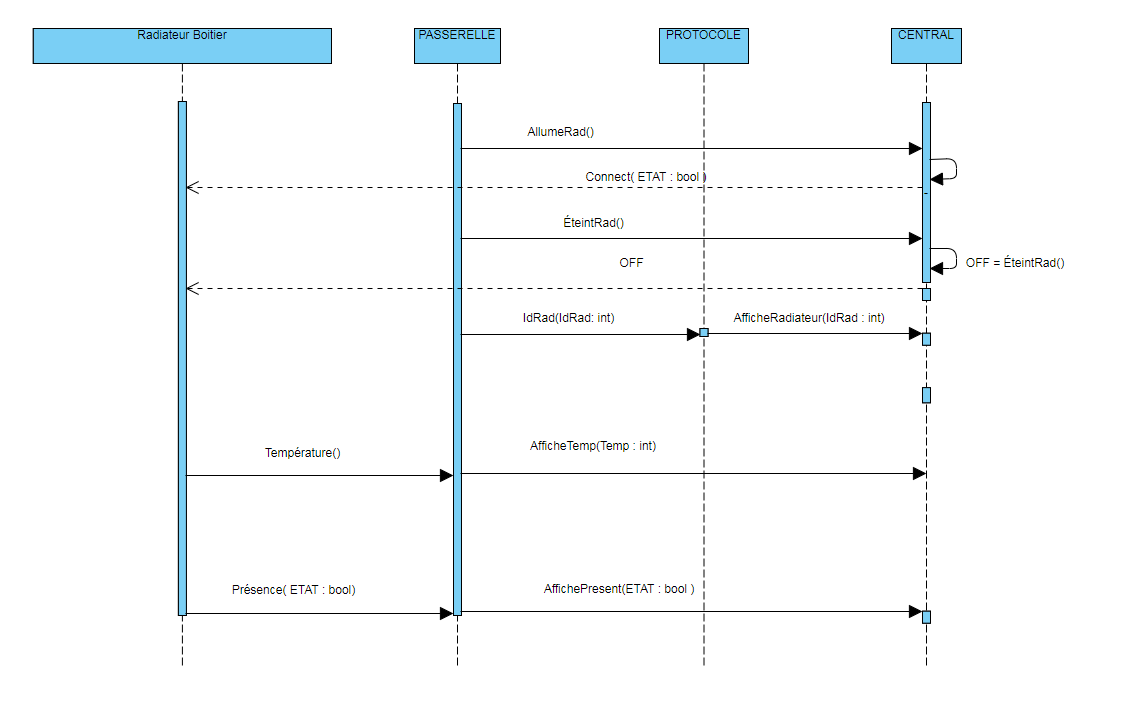 Radiateur Boitier
PASSERELLE
PROTOCOLE
CENTRAL
AllumeRad()
Connect( ETAT : bool )
ÉteintRad()
OFF
OFF = ÉteintRad()
IdRad(IdRad: int)
AfficheRadiateur(IdRad : int)
Température()
AfficheTemp(Temp : int)
Présence( ETAT : bool)
AffichePresent(ETAT : bool )